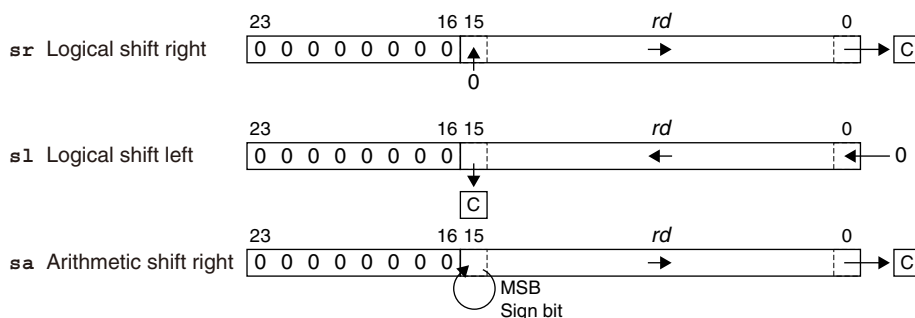 23 16 15 rd 0
sr Logical shift right 0 0 0 0 0 0 0 0 C
0
23 16 15 rd 0
sl Logical shift left 0 0 0 0 0 0 0 0 0
C
23 16 15 rd 0
sa Arithmetic shift right 0 0 0 0 0 0 0 0 C
MSB
Sign bit